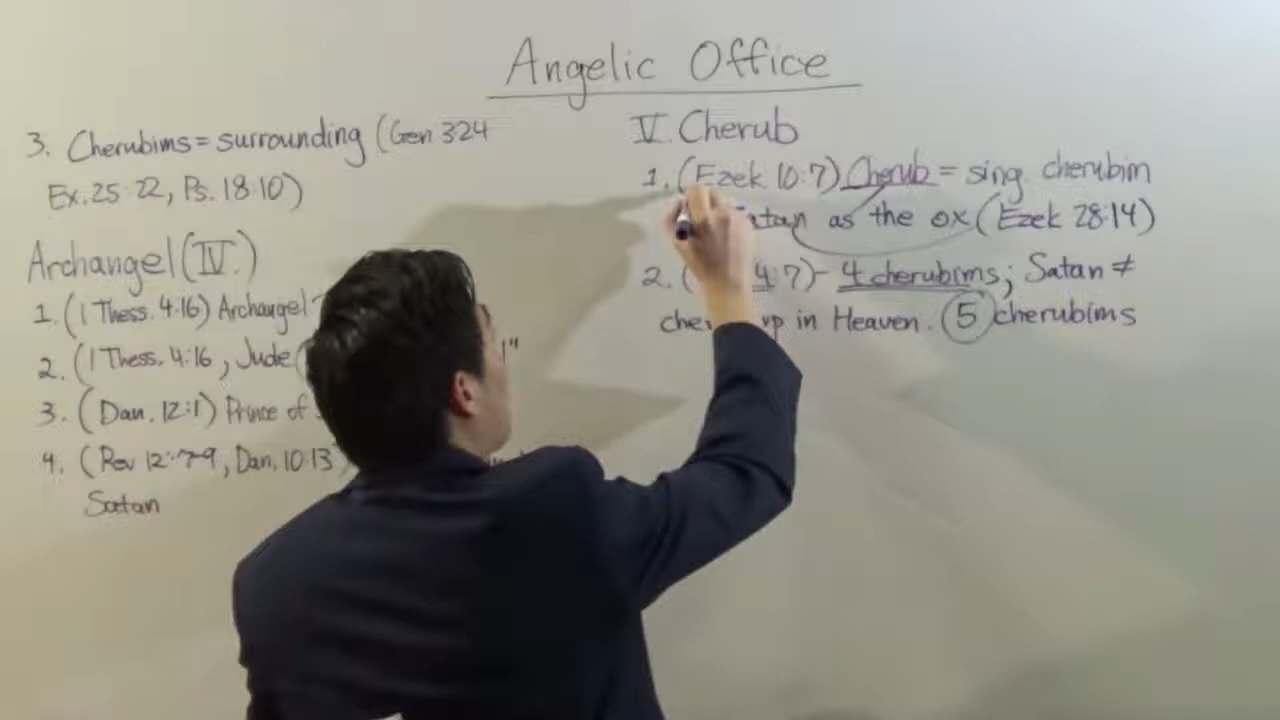 Angelic Office
3. Cherubims = surrounding (Gen 3:24
Ex. 25:22, Ps. 18:10)
Archangel (IV.)
1. (1 Thess. 4:16) Archangel
2. (1 Thess. 4:16, Jude
3. (Dan. 12:1) Prince of
4. (Rev 12:7-9, Dan. 10:13
Satan
V. Cherub
1. (Ezek 10:7) Cherub = sing. cherubim
as the ox (Ezek 28:14)
2. ( 4:7) - 4 cherubims; Satan ≠
up in Heaven. 5 cherubims